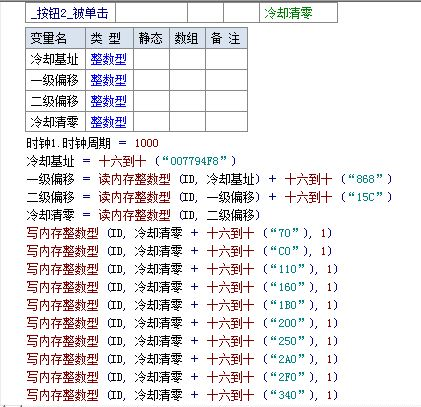 _按钮2_被单击 冷却清零
变量名 类 型 静态 数组 备 注
冷却基址 整数型
一级偏移 整数型
二级偏移 整数型
冷却清零 整数型
时钟1.时钟周期 = 1000
冷却基址 = 十六到十 (“007794F8”)
一级偏移 = 读内存整数型 (ID, 冷却基址) + 十六到十 (“868”)
二级偏移 = 读内存整数型 (ID, 一级偏移) + 十六到十 (“15C”)
冷却清零 = 读内存整数型 (ID, 二级偏移)
写内存整数型 (ID, 冷却清零 + 十六到十 (“70”), 1)
写内存整数型 (ID, 冷却清零 + 十六到十 (“C0”), 1)
写内存整数型 (ID, 冷却清零 + 十六到十 (“110”), 1)
写内存整数型 (ID, 冷却清零 + 十六到十 (“160”), 1)
写内存整数型 (ID, 冷却清零 + 十六到十 (“1B0”), 1)
写内存整数型 (ID, 冷却清零 + 十六到十 (“200”), 1)
写内存整数型 (ID, 冷却清零 + 十六到十 (“250”), 1)
写内存整数型 (ID, 冷却清零 + 十六到十 (“2A0”), 1)
写内存整数型 (ID, 冷却清零 + 十六到十 (“2F0”), 1)
写内存整数型 (ID, 冷却清零 + 十六到十 (“340”), 1)